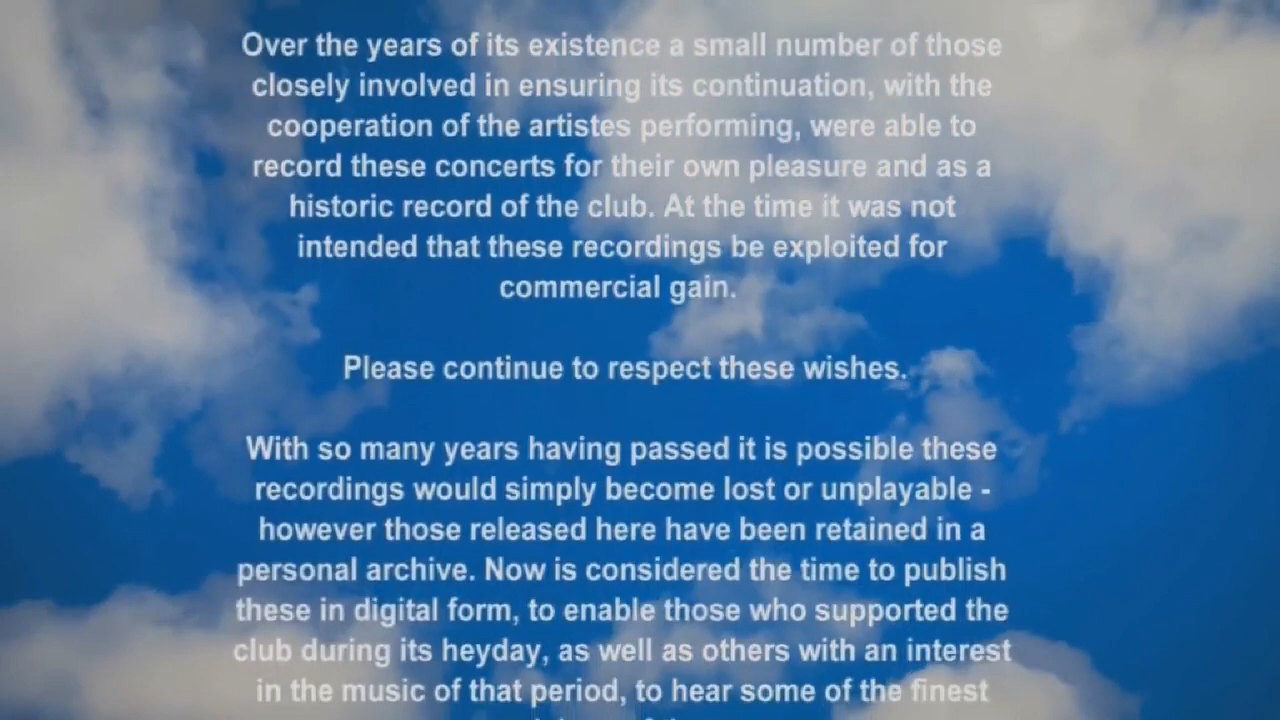 Over the years of its existence a small number of those
closely involved in ensuring its continuation, with the
cooperation of the artistes performing, were able to
record these concerts for their own pleasure and as a
historic record of the club. At the time it was not
intended that these recordings be exploited for
commercial gain.
Please continue to respect these wishes.
With so many years having passed it is possible these
recordings would simply become lost or unplayable -
however those released here have been retained in a
personal archive. Now is considered the time to publish
these in digital form, to enable those who supported the
club during its heyday, as well as others with an interest
in the music of that period, to hear some of the finest